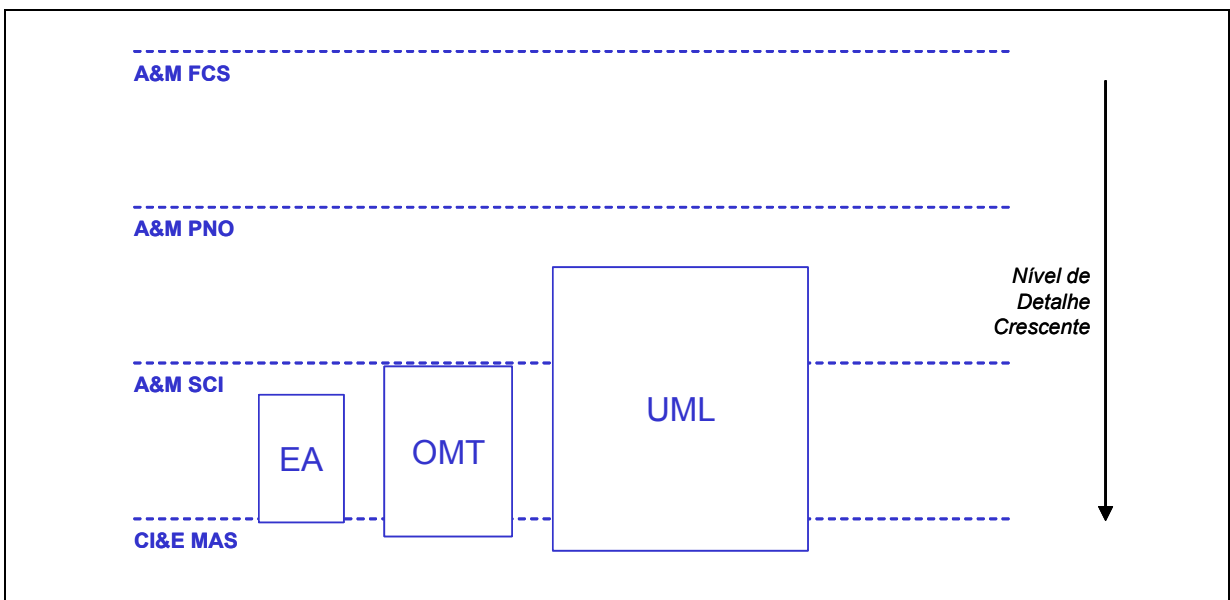 A&M FCS
A&M PNO
Nível de
Detalhe
Crescente
A&M SCI
UML
OMT
EA
CI&E MAS